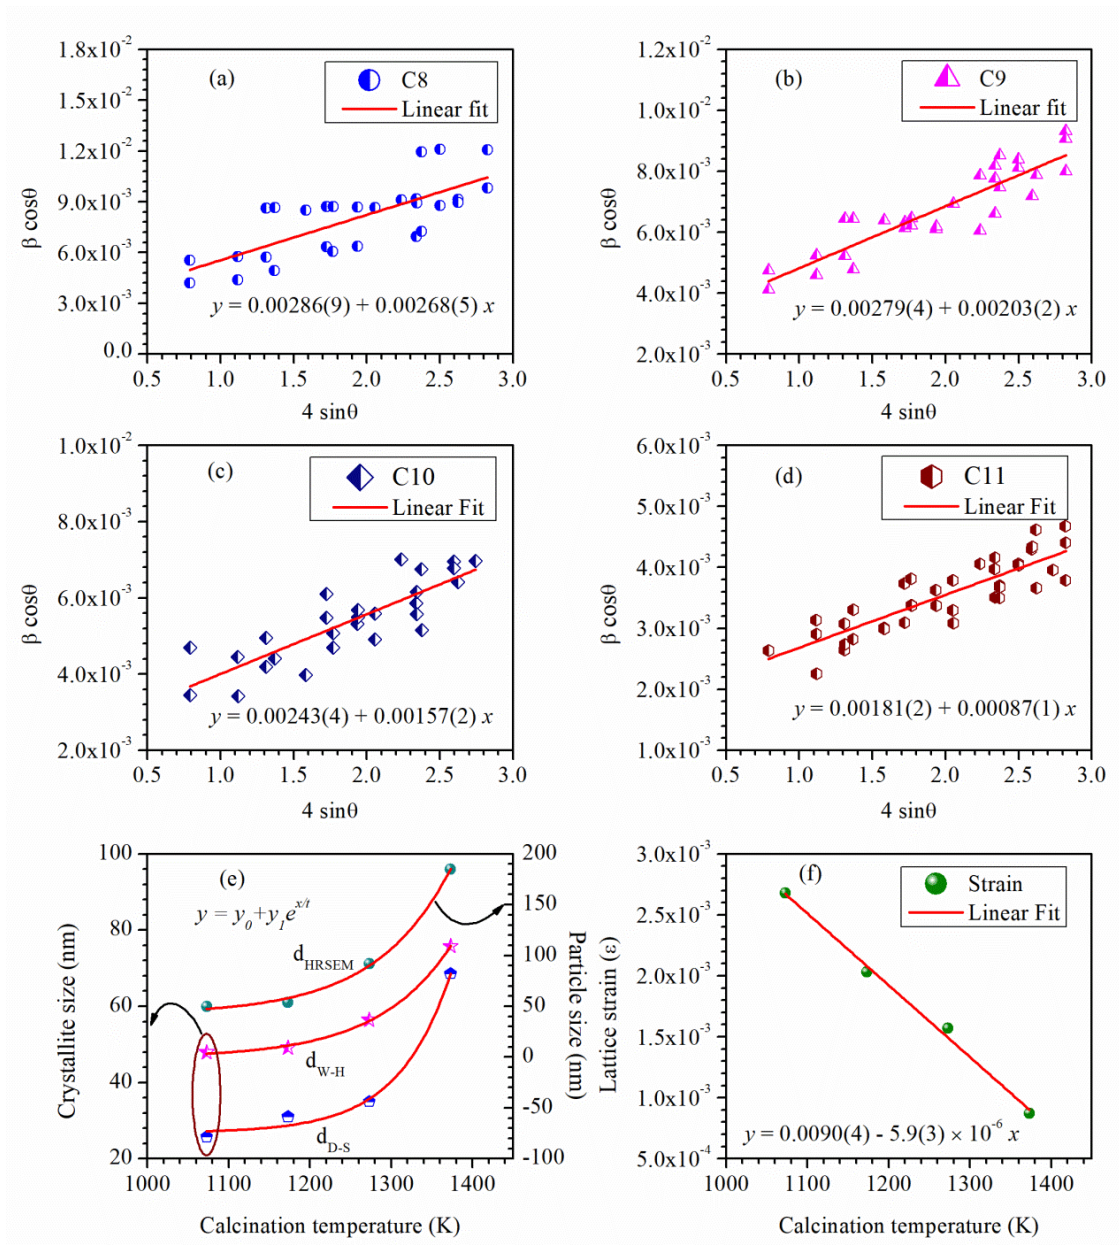 (a)
C8
Linear fit
1.8x10⁻²
1.5x10⁻²
1.2x10⁻²
9.0x10⁻³
6.0x10⁻³
3.0x10⁻³
0.0
β cosθ
y = 0.00286(9) + 0.00268(5) x
0.5 1.0 1.5 2.0 2.5 3.0
4 sinθ
(b)
C9
Linear fit
1.2x10⁻²
1.0x10⁻²
8.0x10⁻³
6.0x10⁻³
4.0x10⁻³
2.0x10⁻³
β cosθ
y = 0.00279(4) + 0.00203(2) x
0.5 1.0 1.5 2.0 2.5 3.0
4 sinθ
(c)
C10
Linear Fit
1.0x10⁻²
8.0x10⁻³
6.0x10⁻³
4.0x10⁻³
2.0x10⁻³
β cosθ
y = 0.00243(4) + 0.00157(2) x
0.5 1.0 1.5 2.0 2.5 3.0
4 sinθ
(d)
C11
Linear Fit
6.0x10⁻³
5.0x10⁻³
4.0x10⁻³
3.0x10⁻³
2.0x10⁻³
1.0x10⁻³
β cosθ
y = 0.00181(2) + 0.00087(1) x
0.5 1.0 1.5 2.0 2.5 3.0
4 sinθ
(e)
y = y₀+y₁e^(x/t)
100
80
60
40
20
Crystallite size (nm)
d_HRSEM
d_W-H
d_D-S
200
150
100
50
0
-50
-100
Particle size (nm)
1000 1100 1200 1300 1400
Calcination temperature (K)
(f)
Strain
Linear Fit
3.0x10⁻³
2.5x10⁻³
2.0x10⁻³
1.5x10⁻³
1.0x10⁻³
5.0x10⁻⁴
Lattice strain (ε)
y = 0.0090(4) - 5.9(3) × 10⁻⁶ x
1000 1100 1200 1300 1400
Calcination temperature (K)